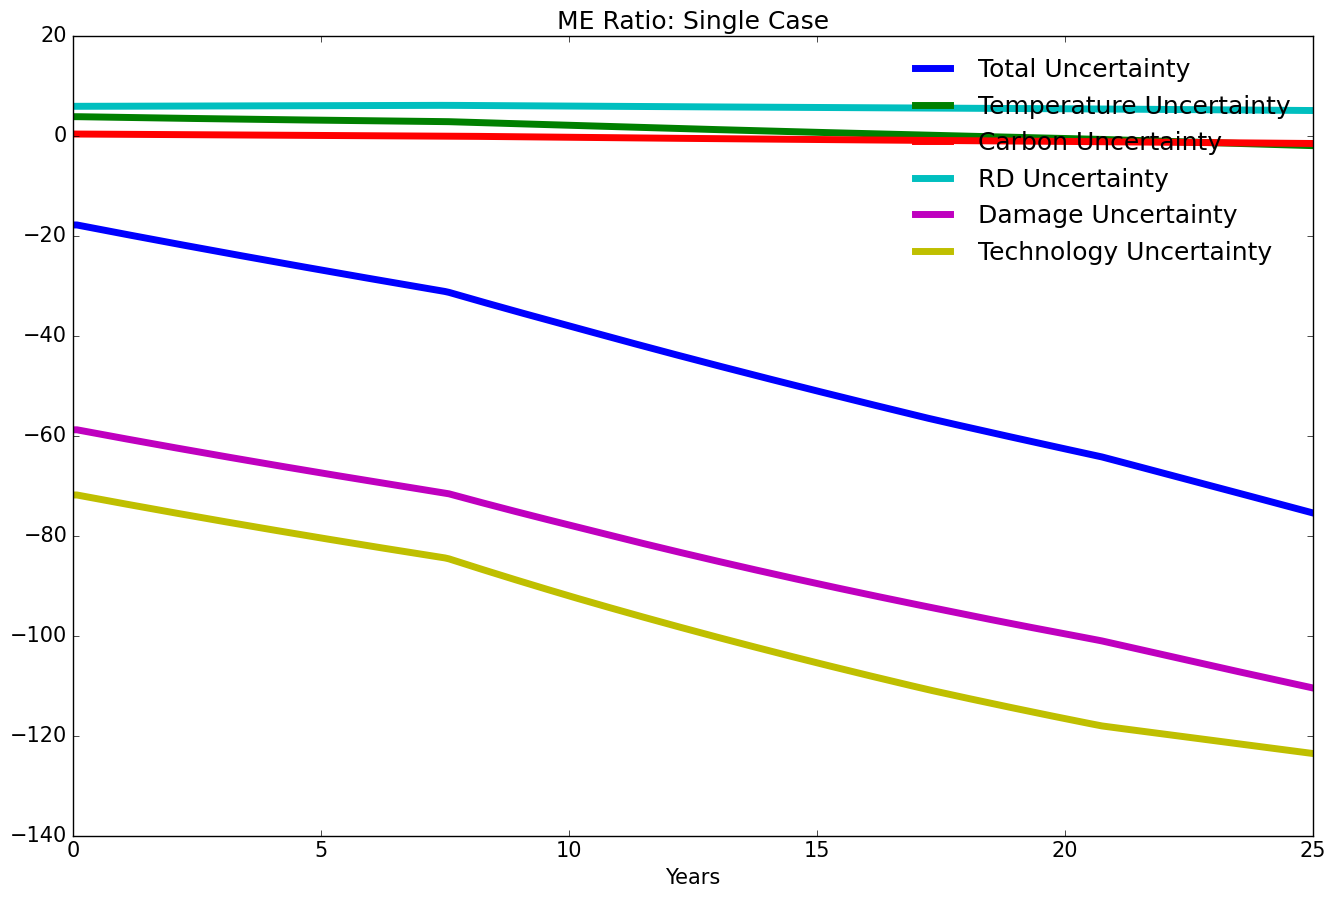 ME Ratio: Single Case
20
0
−20
−40
−60
−80
−100
−120
−140
Total Uncertainty
Temperature Uncertainty
Carbon Uncertainty
RD Uncertainty
Damage Uncertainty
Technology Uncertainty
0 5 10 15 20 25
Years